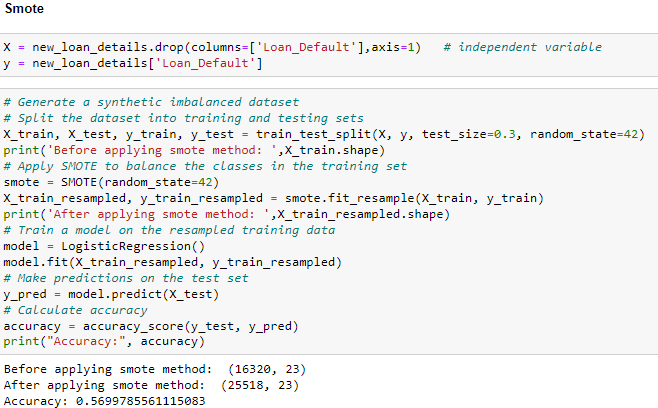 Smote
X = new_loan_details.drop(columns=['Loan_Default'],axis=1)   # independent variable
y = new_loan_details['Loan_Default']
# Generate a synthetic imbalanced dataset
# Split the dataset into training and testing sets
X_train, X_test, y_train, y_test = train_test_split(X, y, test_size=0.3, random_state=42)
print('Before applying smote method: ',X_train.shape)
# Apply SMOTE to balance the classes in the training set
smote = SMOTE(random_state=42)
X_train_resampled, y_train_resampled = smote.fit_resample(X_train, y_train)
print('After applying smote method: ',X_train_resampled.shape)
# Train a model on the resampled training data
model = LogisticRegression()
model.fit(X_train_resampled, y_train_resampled)
# Make predictions on the test set
y_pred = model.predict(X_test)
# Calculate accuracy
accuracy = accuracy_score(y_test, y_pred)
print("Accuracy:", accuracy)
Before applying smote method:  (16320, 23)
After applying smote method:  (25518, 23)
Accuracy: 0.5699785561115083